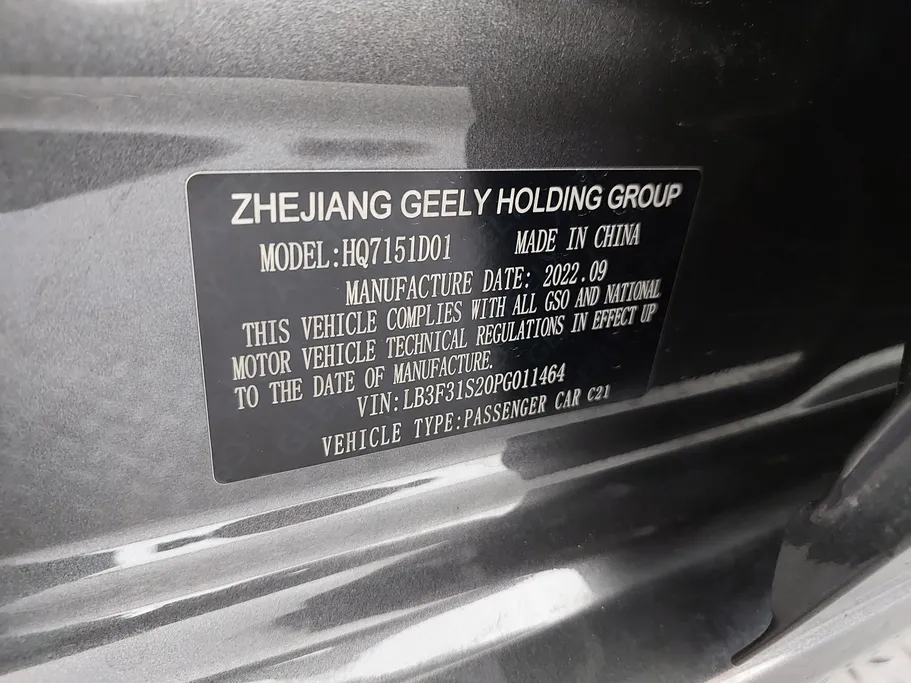 ZHEJIANG GEELY HOLDING GROUP
MODEL:HQ7151D01 MADE IN CHINA
MANUFACTURE DATE: 2022.09
THIS VEHICLE COMPLIES WITH ALL GSO AND NATIONAL
MOTOR VEHICLE TECHNICAL REGULATIONS IN EFFECT UP
TO THE DATE OF MANUFACTURE.
VIN:LB3F31S20PG011464
VEHICLE TYPE:PASSENGER CAR C21